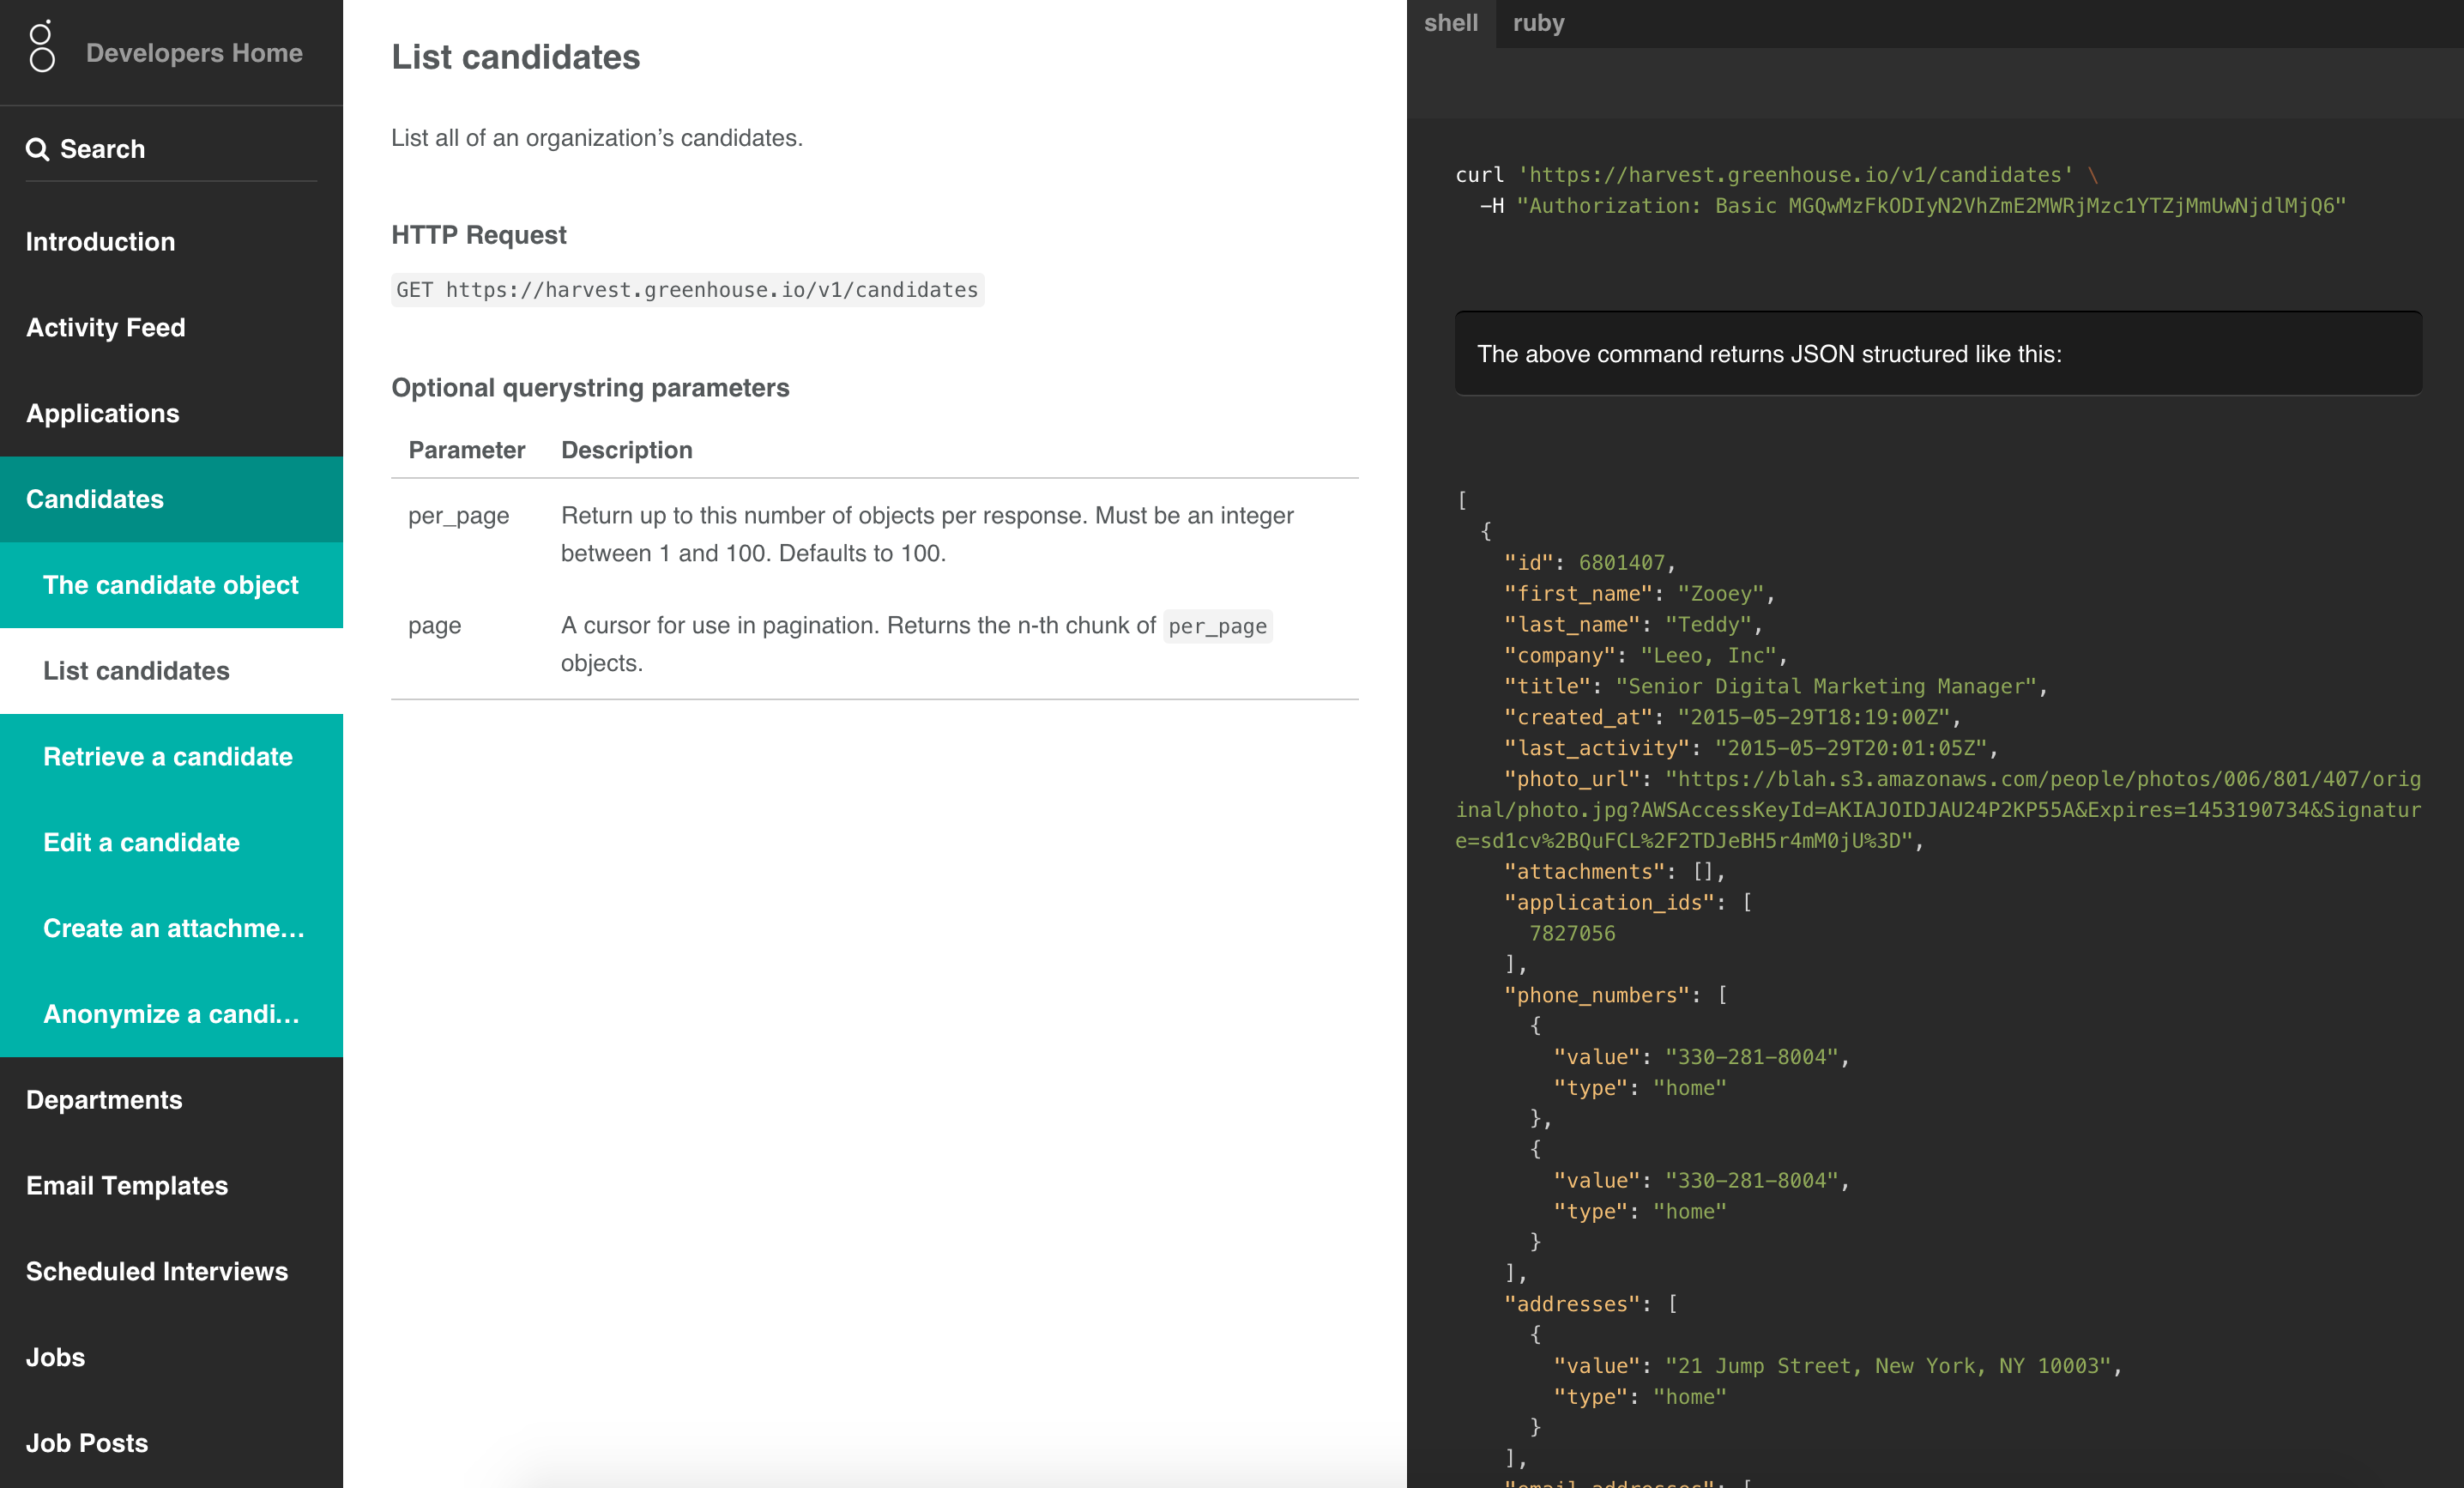 Developers Home
Search
Introduction
Activity Feed
Applications
Candidates
The candidate object
List candidates
Retrieve a candidate
Edit a candidate
Create an attachme…
Anonymize a candi…
Departments
Email Templates
Scheduled Interviews
Jobs
Job Posts
List candidates
List all of an organization’s candidates.
HTTP Request
GET https://harvest.greenhouse.io/v1/candidates
Optional querystring parameters
Parameter Description
per_page Return up to this number of objects per response. Must be an integer
between 1 and 100. Defaults to 100.
page A cursor for use in pagination. Returns the n-th chunk of per_page
objects.
shell ruby
curl 'https://harvest.greenhouse.io/v1/candidates' \
-H "Authorization: Basic MGQwMzFkODIyN2VhZmE2MWRjMzc1YTZjMmUwNjdlMjQ6"
The above command returns JSON structured like this:
[
{
"id": 6801407,
"first_name": "Zooey",
"last_name": "Teddy",
"company": "Leeo, Inc",
"title": "Senior Digital Marketing Manager",
"created_at": "2015-05-29T18:19:00Z",
"last_activity": "2015-05-29T20:01:05Z",
"photo_url": "https://blah.s3.amazonaws.com/people/photos/006/801/407/orig
inal/photo.jpg?AWSAccessKeyId=AKIAJOIDJAU24P2KP55A&Expires=1453190734&Signatur
e=sd1cv%2BQuFCL%2F2TDJeBH5r4mM0jU%3D",
"attachments": [],
"application_ids": [
7827056
],
"phone_numbers": [
{
"value": "330-281-8004",
"type": "home"
},
{
"value": "330-281-8004",
"type": "home"
}
],
"addresses": [
{
"value": "21 Jump Street, New York, NY 10003",
"type": "home"
}
],
"email_addresses": [